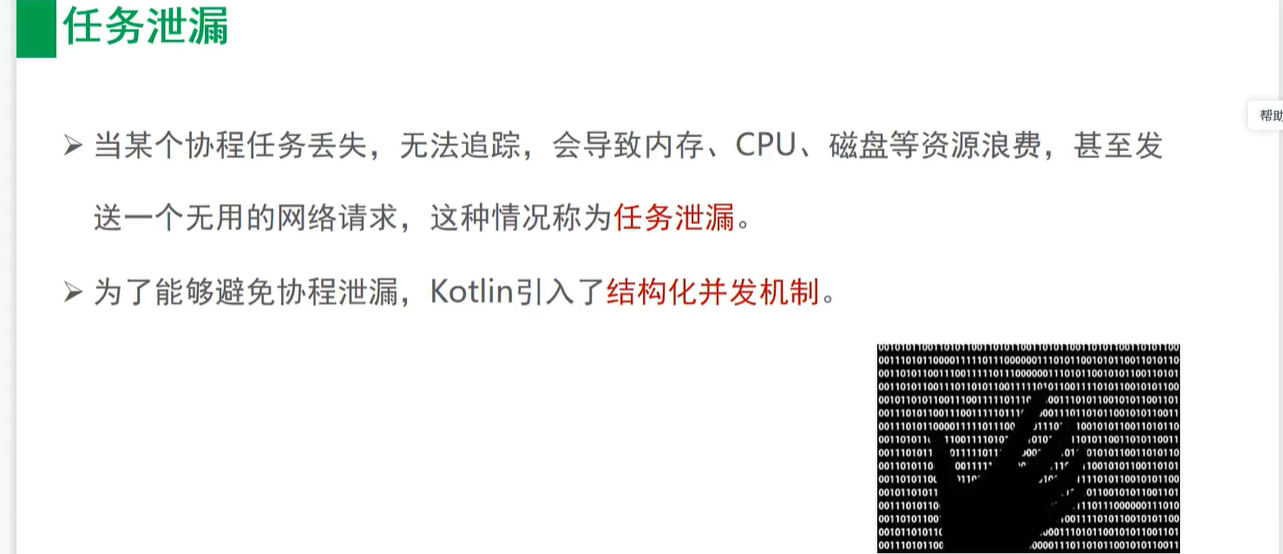 任务泄漏
帮助
➢ 当某个协程任务丢失，无法追踪，会导致内存、CPU、磁盘等资源浪费，甚至发
送一个无用的网络请求，这种情况称为任务泄漏。
➢ 为了能够避免协程泄漏，Kotlin引入了结构化并发机制。